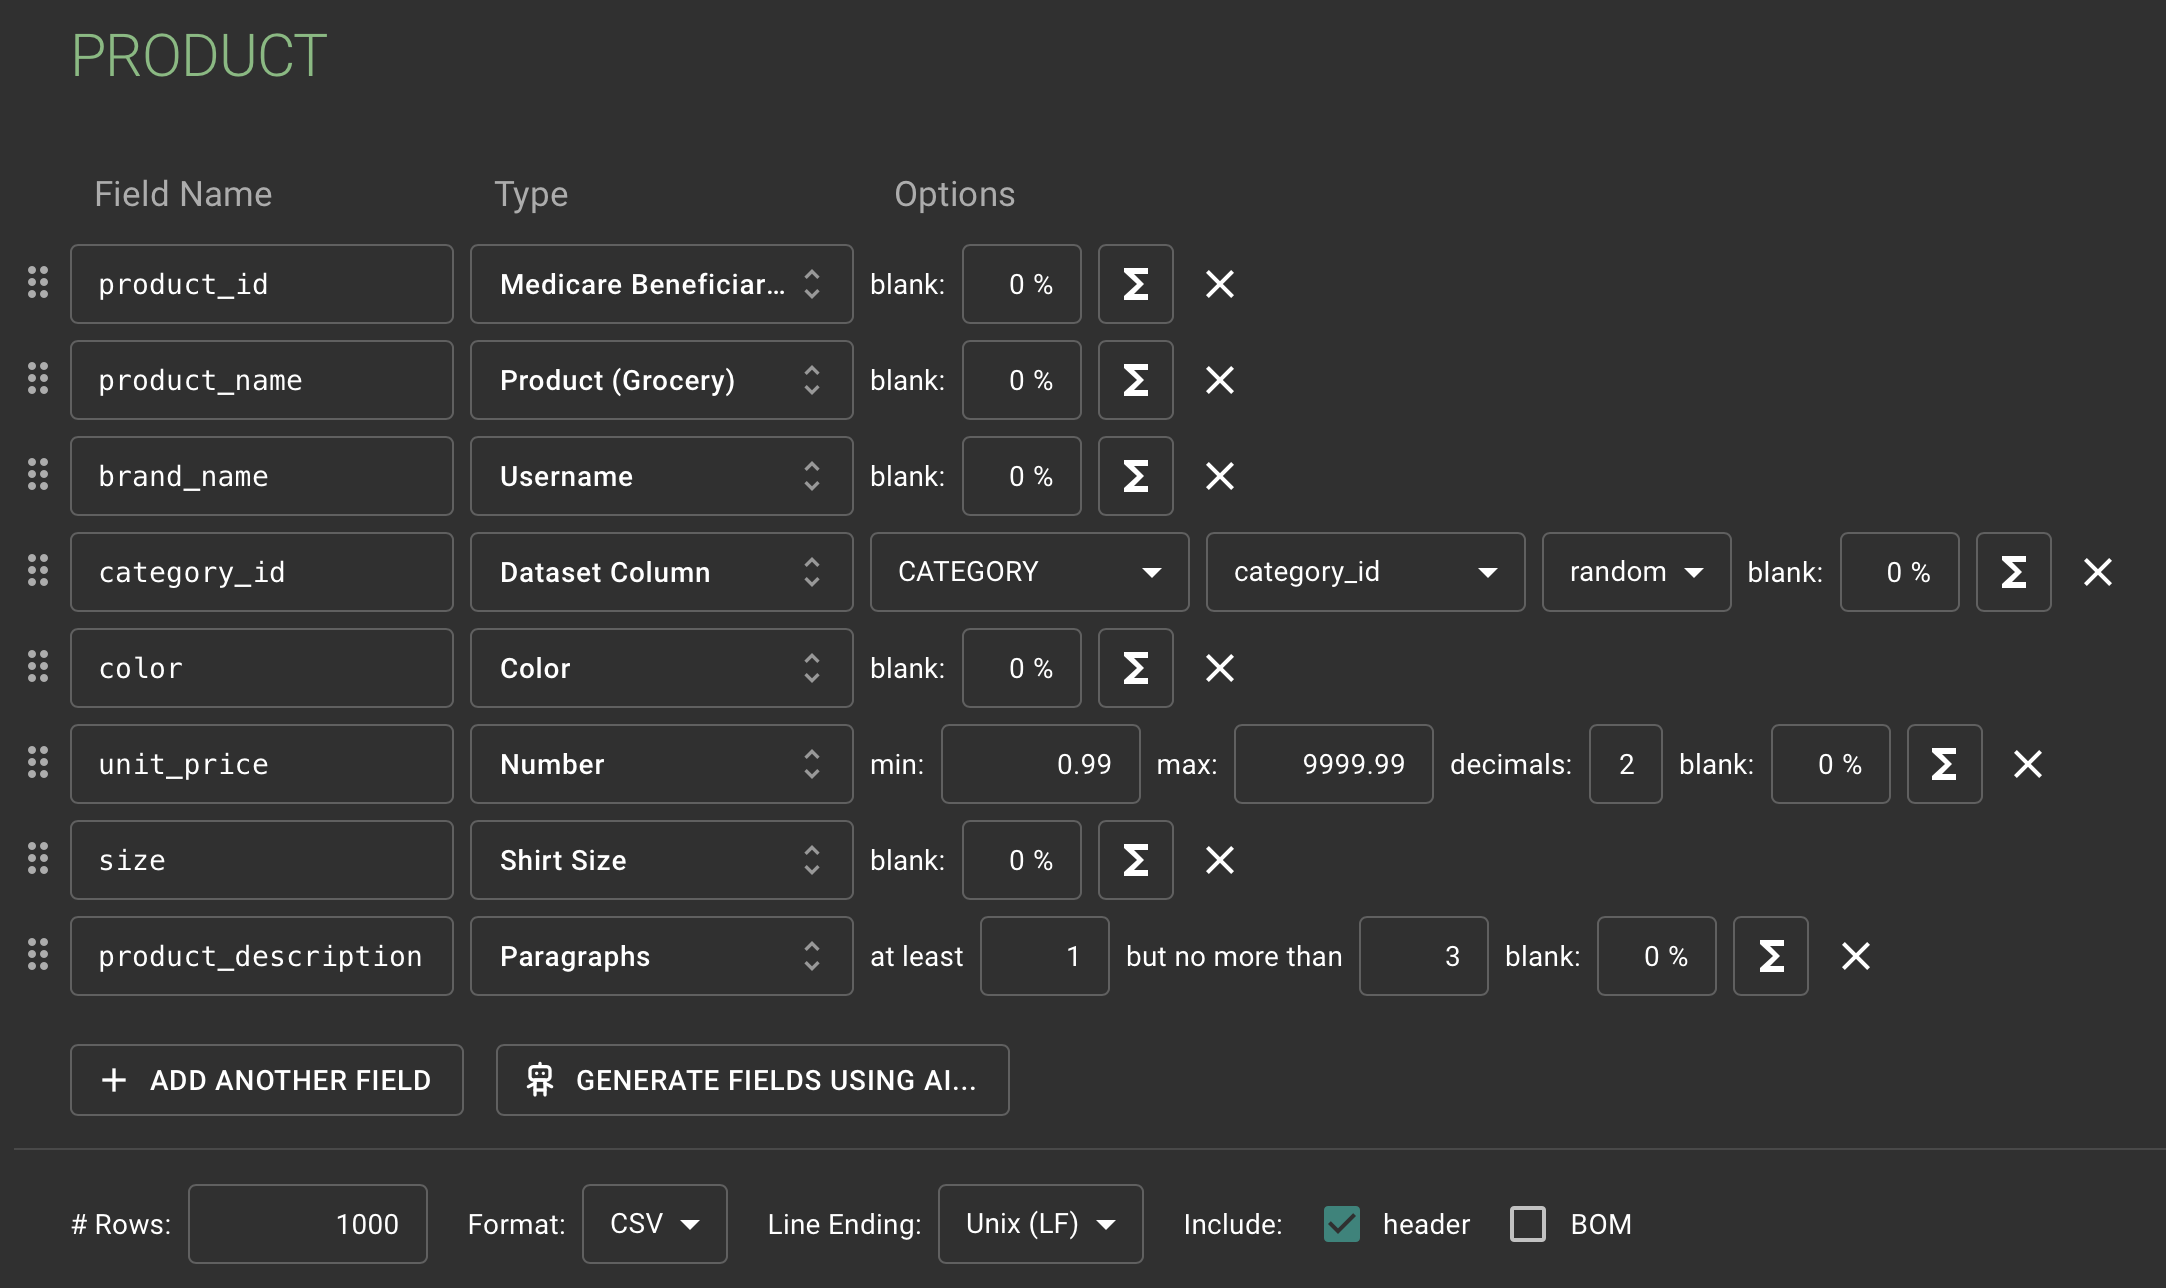 PRODUCT
Field Name Type Options
product_id Medicare Beneficiar... blank: 0 % Σ
product_name Product (Grocery) blank: 0 % Σ
brand_name Username blank: 0 % Σ
category_id Dataset Column CATEGORY category_id random blank: 0 % Σ
color Color blank: 0 % Σ
unit_price Number min: 0.99 max: 9999.99 decimals: 2 blank: 0 % Σ
size Shirt Size blank: 0 % Σ
product_description Paragraphs at least 1 but no more than 3 blank: 0 % Σ
+ ADD ANOTHER FIELD GENERATE FIELDS USING AI...
# Rows: 1000 Format: CSV Line Ending: Unix (LF) Include: header BOM